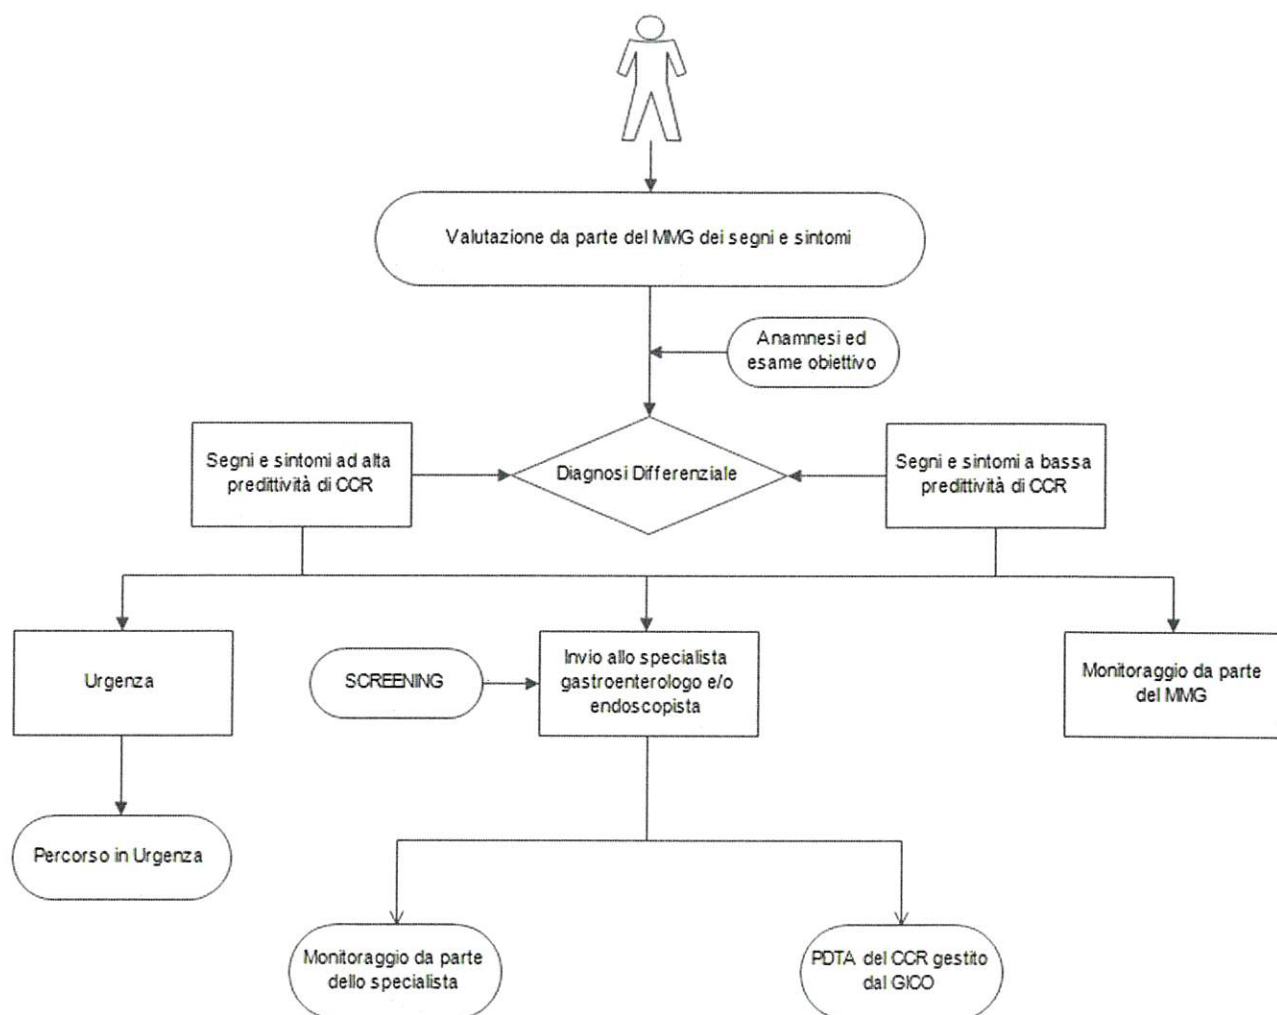 Valutazione da parte del MMG dei segni e sintomi
Anamnesi ed
esame obiettivo
Segni e sintomi ad alta
predittività di CCR
Diagnosi Differenziale
Segni e sintomi a bassa
predittività di CCR
Urgenza
SCREENING
Invio allo specialista
gastroenterologo e/o
endoscopista
Monitoraggio da parte
del MMG
Percorso in Urgenza
Monitoraggio da parte
dello specialista
PDTA del CCR gestito
dal GICO